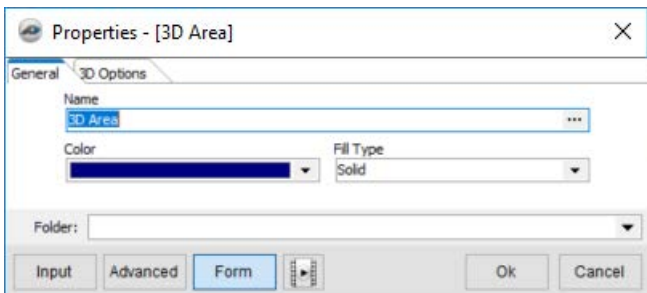 Properties - [3D Area]
General 3D Options
Name
3D Area ...
Color Fill Type
Solid
Folder:
Input Advanced Form Ok Cancel